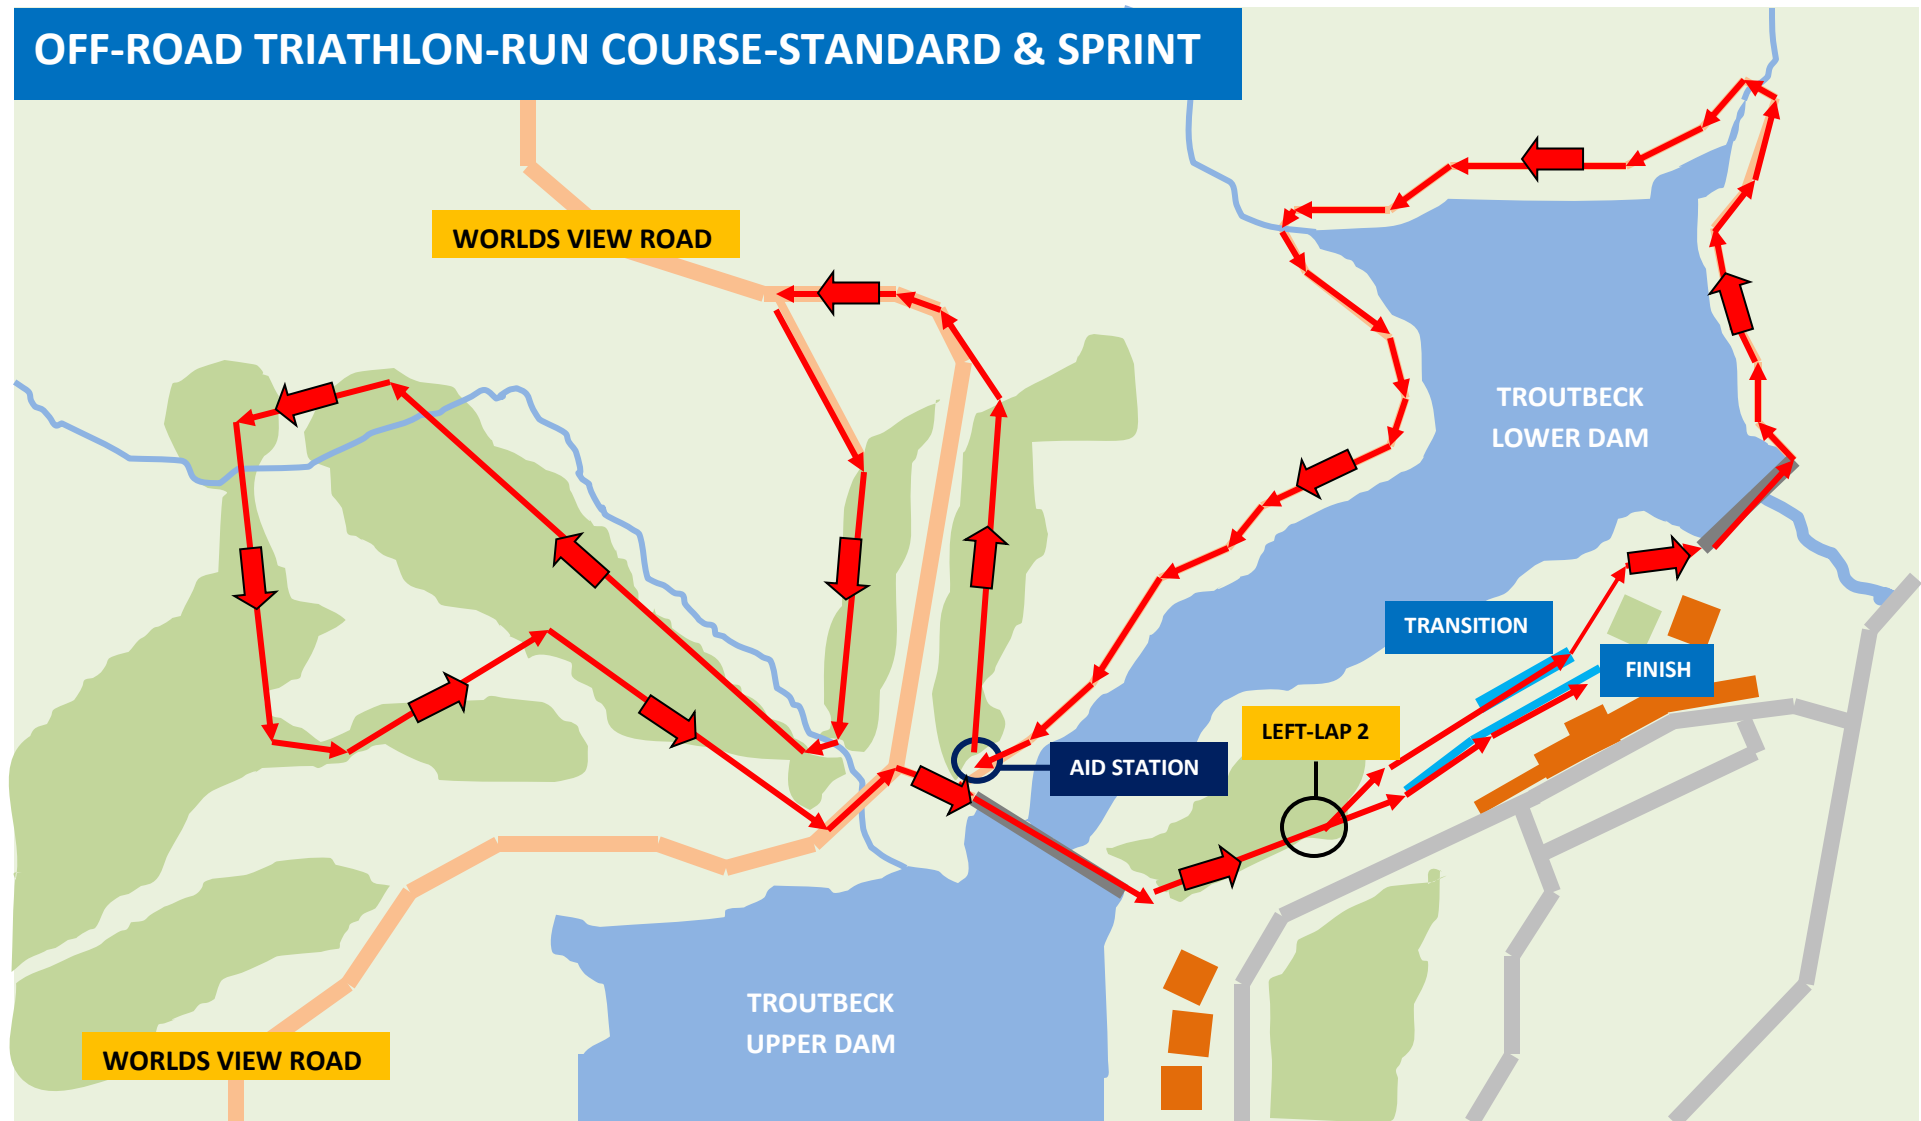 OFF-ROAD TRIATHLON-RUN COURSE-STANDARD & SPRINT
WORLDS VIEW ROAD
TROUTBECK
LOWER DAM
TRANSITION
FINISH
LEFT-LAP 2
AID STATION
TROUTBECK
UPPER DAM
WORLDS VIEW ROAD